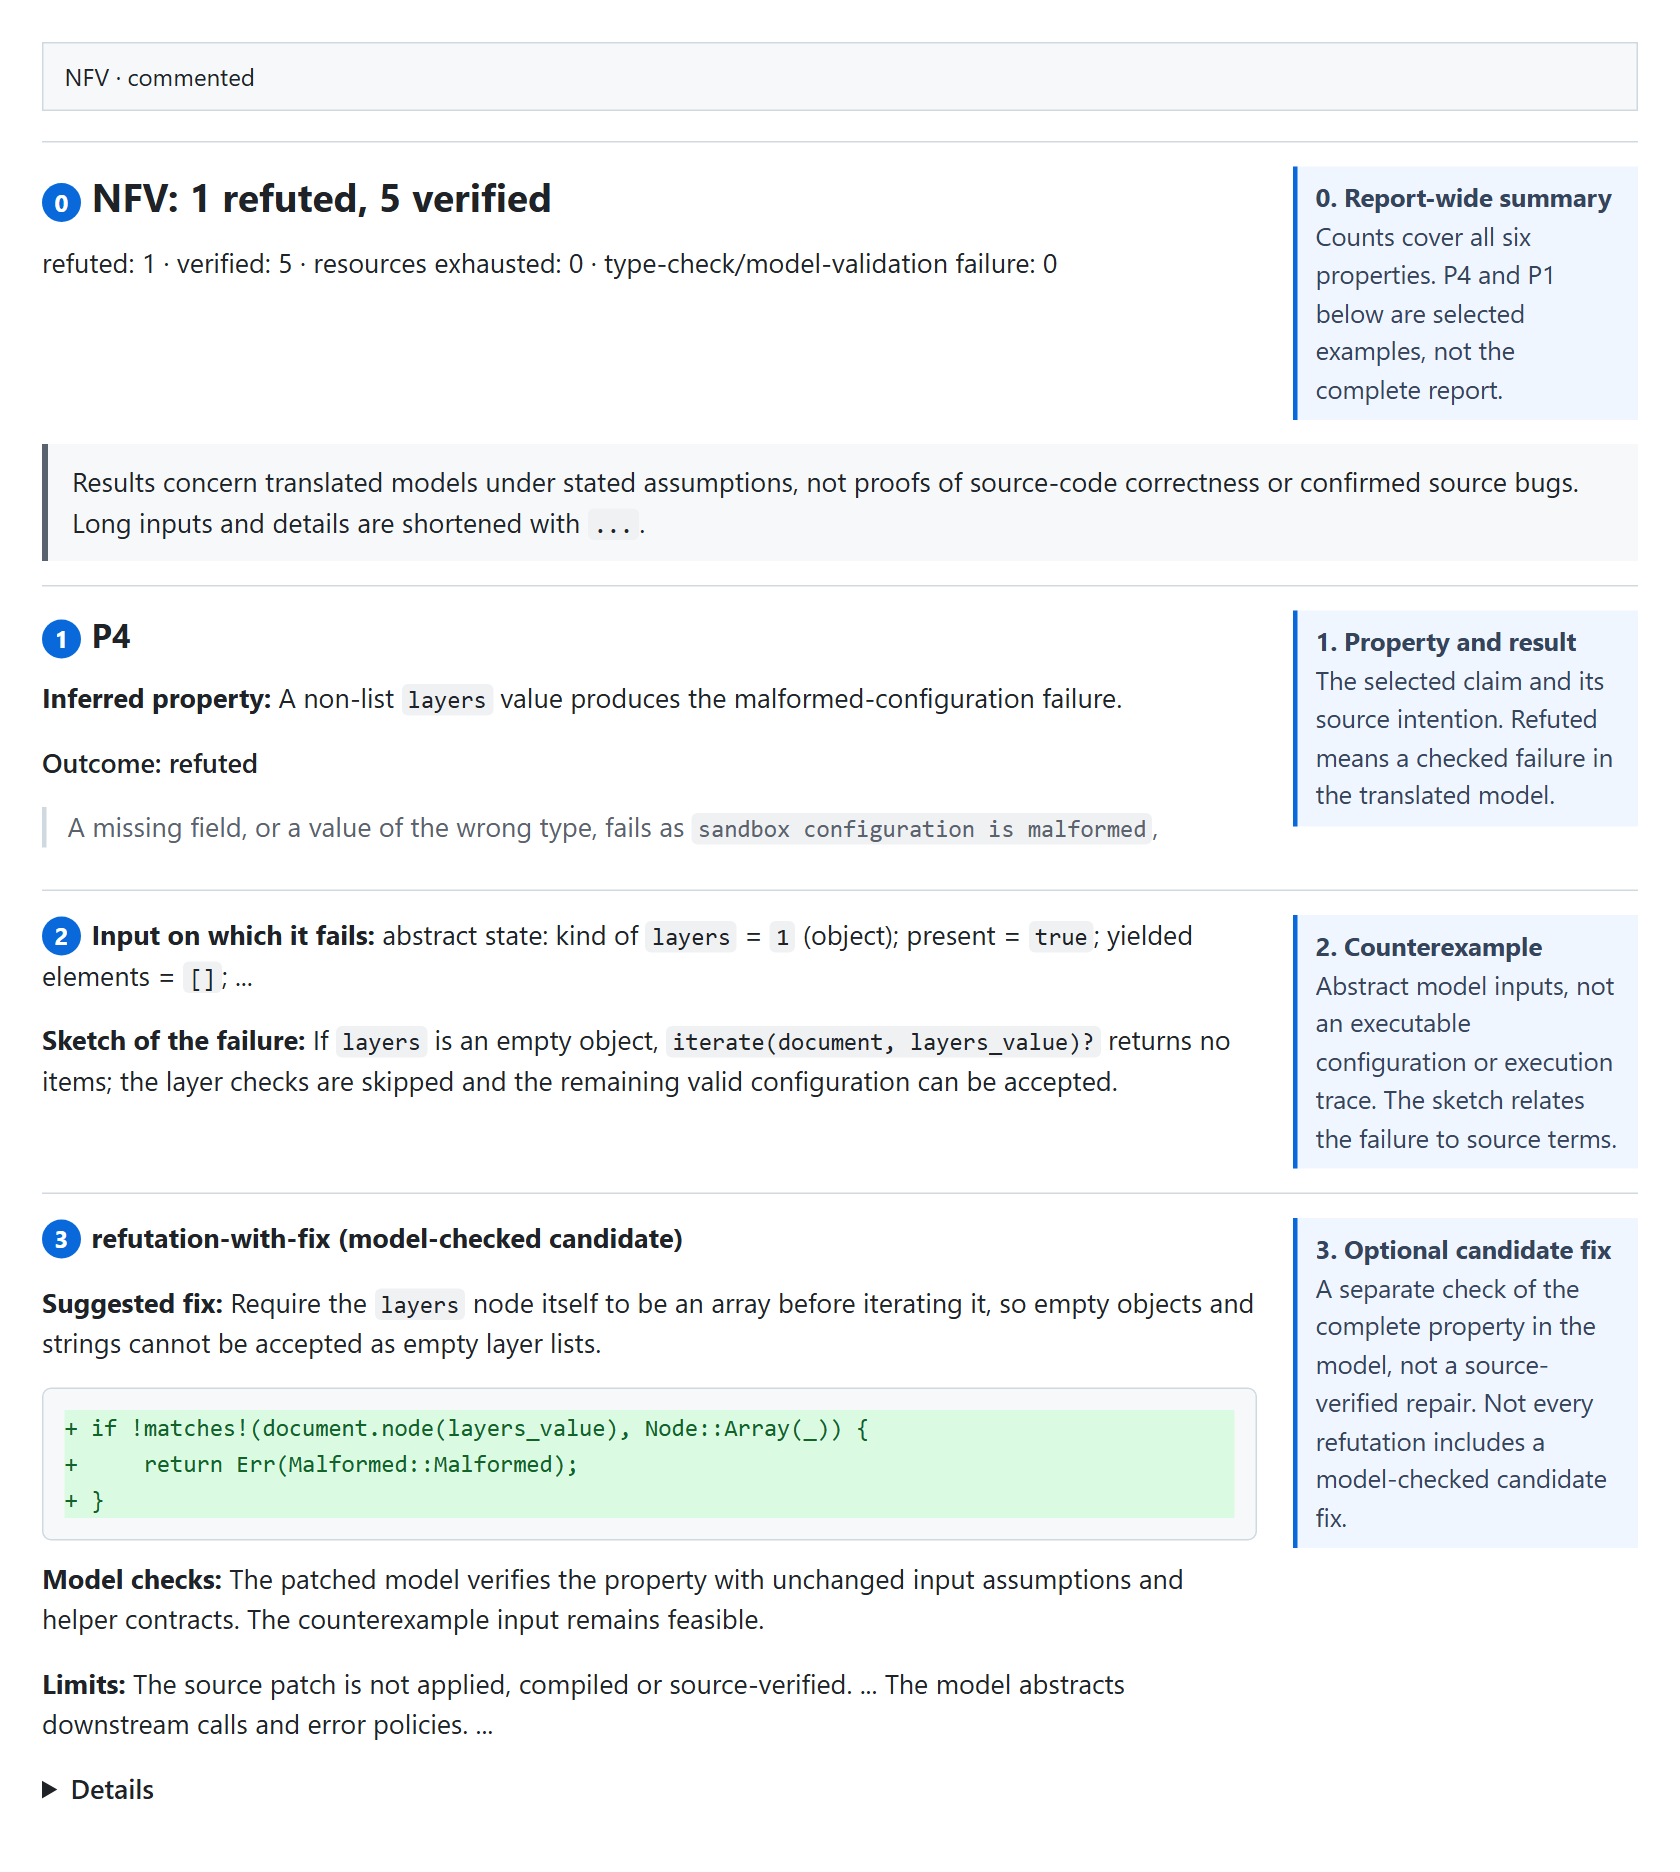 NFV · commented
0 NFV: 1 refuted, 5 verified
refuted: 1 · verified: 5 · resources exhausted: 0 · type-check/model-validation failure: 0
0. Report-wide summary
Counts cover all six
properties. P4 and P1
below are selected
examples, not the
complete report.
Results concern translated models under stated assumptions, not proofs of source-code correctness or confirmed source bugs.
Long inputs and details are shortened with ... .
1 P4
Inferred property: A non-list layers value produces the malformed-configuration failure.
Outcome: refuted
A missing field, or a value of the wrong type, fails as sandbox configuration is malformed,
1. Property and result
The selected claim and its
source intention. Refuted
means a checked failure in
the translated model.
2 Input on which it fails: abstract state: kind of layers = 1 (object); present = true; yielded
elements = []; ...
Sketch of the failure: If layers is an empty object, iterate(document, layers_value)? returns no
items; the layer checks are skipped and the remaining valid configuration can be accepted.
2. Counterexample
Abstract model inputs, not
an executable
configuration or execution
trace. The sketch relates
the failure to source terms.
3 refutation-with-fix (model-checked candidate)
Suggested fix: Require the layers node itself to be an array before iterating it, so empty objects and
strings cannot be accepted as empty layer lists.
+ if !matches!(document.node(layers_value), Node::Array(_)) {
+     return Err(Malformed::Malformed);
+ }
Model checks: The patched model verifies the property with unchanged input assumptions and
helper contracts. The counterexample input remains feasible.
Limits: The source patch is not applied, compiled or source-verified. ... The model abstracts
downstream calls and error policies. ...
▶ Details
3. Optional candidate fix
A separate check of the
complete property in the
model, not a source-
verified repair. Not every
refutation includes a
model-checked candidate
fix.